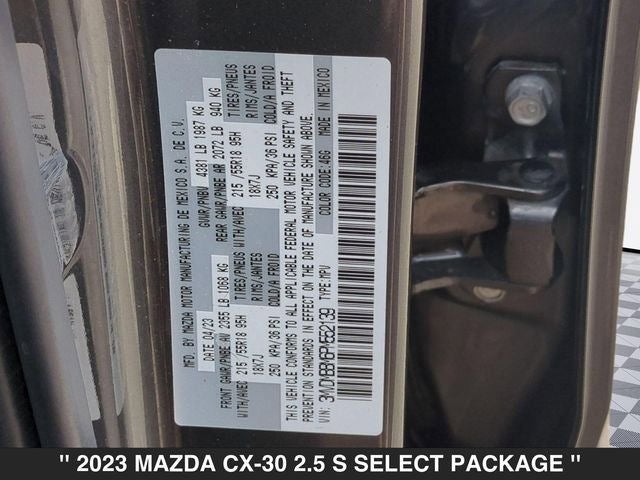 MFD. BY MAZDA MOTOR MANUFACTURING DE MEXICO S.A. DE C.V.
DATE 04/23 GVWR/PNBV 4381 LB 1987 KG
FRONT GAWR/PNBE AV 2355 LB 1068 KG REAR GAWR/PNBE AR 2072 LB 940 KG
WITH/AVEC 215/55R18 95H TIRES/PNEUS WITH/AVEC 215/55R18 95H TIRES/PNEUS
18X7J RIMS/JANTES 18X7J RIMS/JANTES
250 KPA/36 PSI COLD/A FROID 250 KPA/36 PSI COLD/A FROID
THIS VEHICLE CONFORMS TO ALL APPLICABLE FEDERAL MOTOR VEHICLE SAFETY AND THEFT
PREVENTION STANDARDS IN EFFECT ON THE DATE OF MANUFACTURE SHOWN ABOVE.
COLOR CODE:46G MADE IN MEXICO
VIN: TYPE:MPV
" 2023 MAZDA CX-30 2.5 S SELECT PACKAGE "